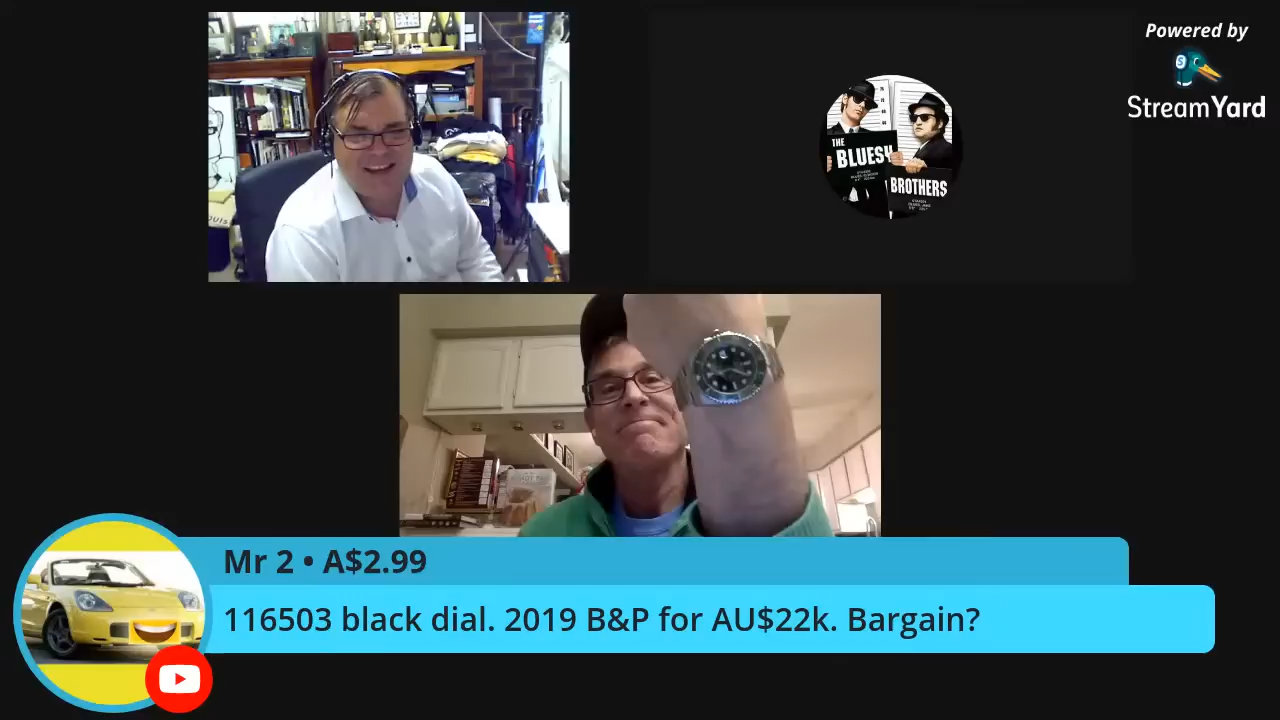 Powered by
StreamYard
THE
BLUES
BROTHERS
Mr 2 • A$2.99
116503 black dial. 2019 B&P for AU$22k. Bargain?